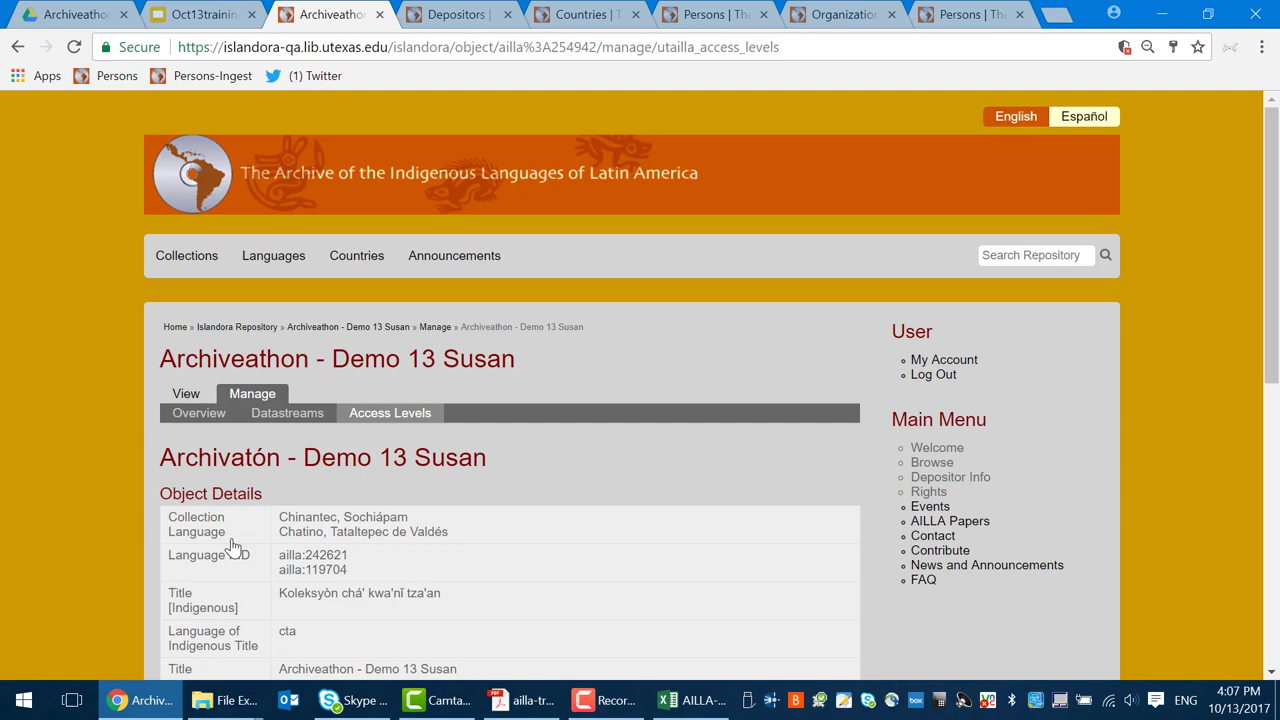 Archiveathon
Oct13trainin
Archiveathon
Depositors |
Countries | T
Persons | The
Organization
Persons | The
Secure
https://islandora-qa.lib.utexas.edu/islandora/object/ailla%3A254942/manage/utailla_access_levels
Apps Persons Persons-Ingest (1) Twitter
English Español
The Archive of the Indigenous Languages of Latin America
Collections Languages Countries Announcements
Search Repository
Home » Islandora Repository » Archiveathon - Demo 13 Susan » Manage » Archiveathon - Demo 13 Susan
Archiveathon - Demo 13 Susan
View Manage
Overview Datastreams Access Levels
Archivatón - Demo 13 Susan
Object Details
Collection Language
Chinantec, Sochiápam
Chatino, Tataltepec de Valdés
Language
ailla:242621
ailla:119704
Title [Indigenous]
Koleksyòn chá' kwa'nǐ tza'an
Language of Indigenous Title
cta
Title
Archiveathon - Demo 13 Susan
User
My Account
Log Out
Main Menu
Welcome
Browse
Depositor Info
Rights
Events
AILLA Papers
Contact
Contribute
News and Announcements
FAQ
Archiv...
File Ex...
Skype ...
Camta...
ailla-tr...
Recor...
AILLA-...
ENG
4:07 PM
10/13/2017